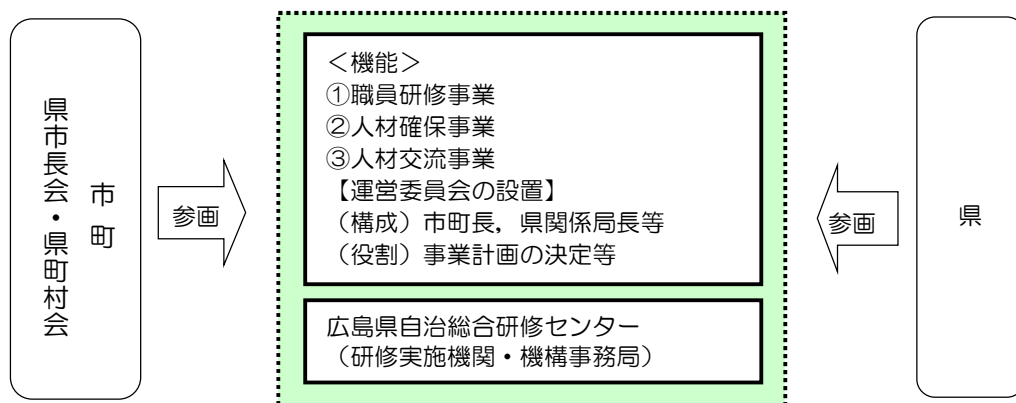 市町
県市長会・県町村会
参画
＜機能＞
①職員研修事業
②人材確保事業
③人材交流事業
【運営委員会の設置】
（構成）市町長，県関係局長等
（役割）事業計画の決定等
広島県自治総合研修センター
（研修実施機関・機構事務局）
参画
県